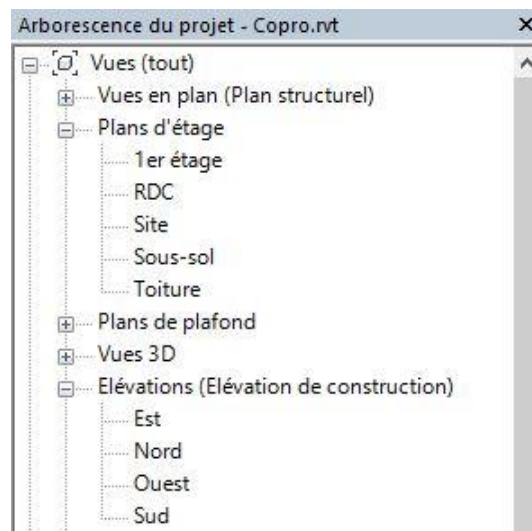 Arborescence du projet - Copro.rvt
Vues (tout)
Vues en plan (Plan structurel)
Plans d'étage
1er étage
RDC
Site
Sous-sol
Toiture
Plans de plafond
Vues 3D
Elévations (Elévation de construction)
Est
Nord
Ouest
Sud